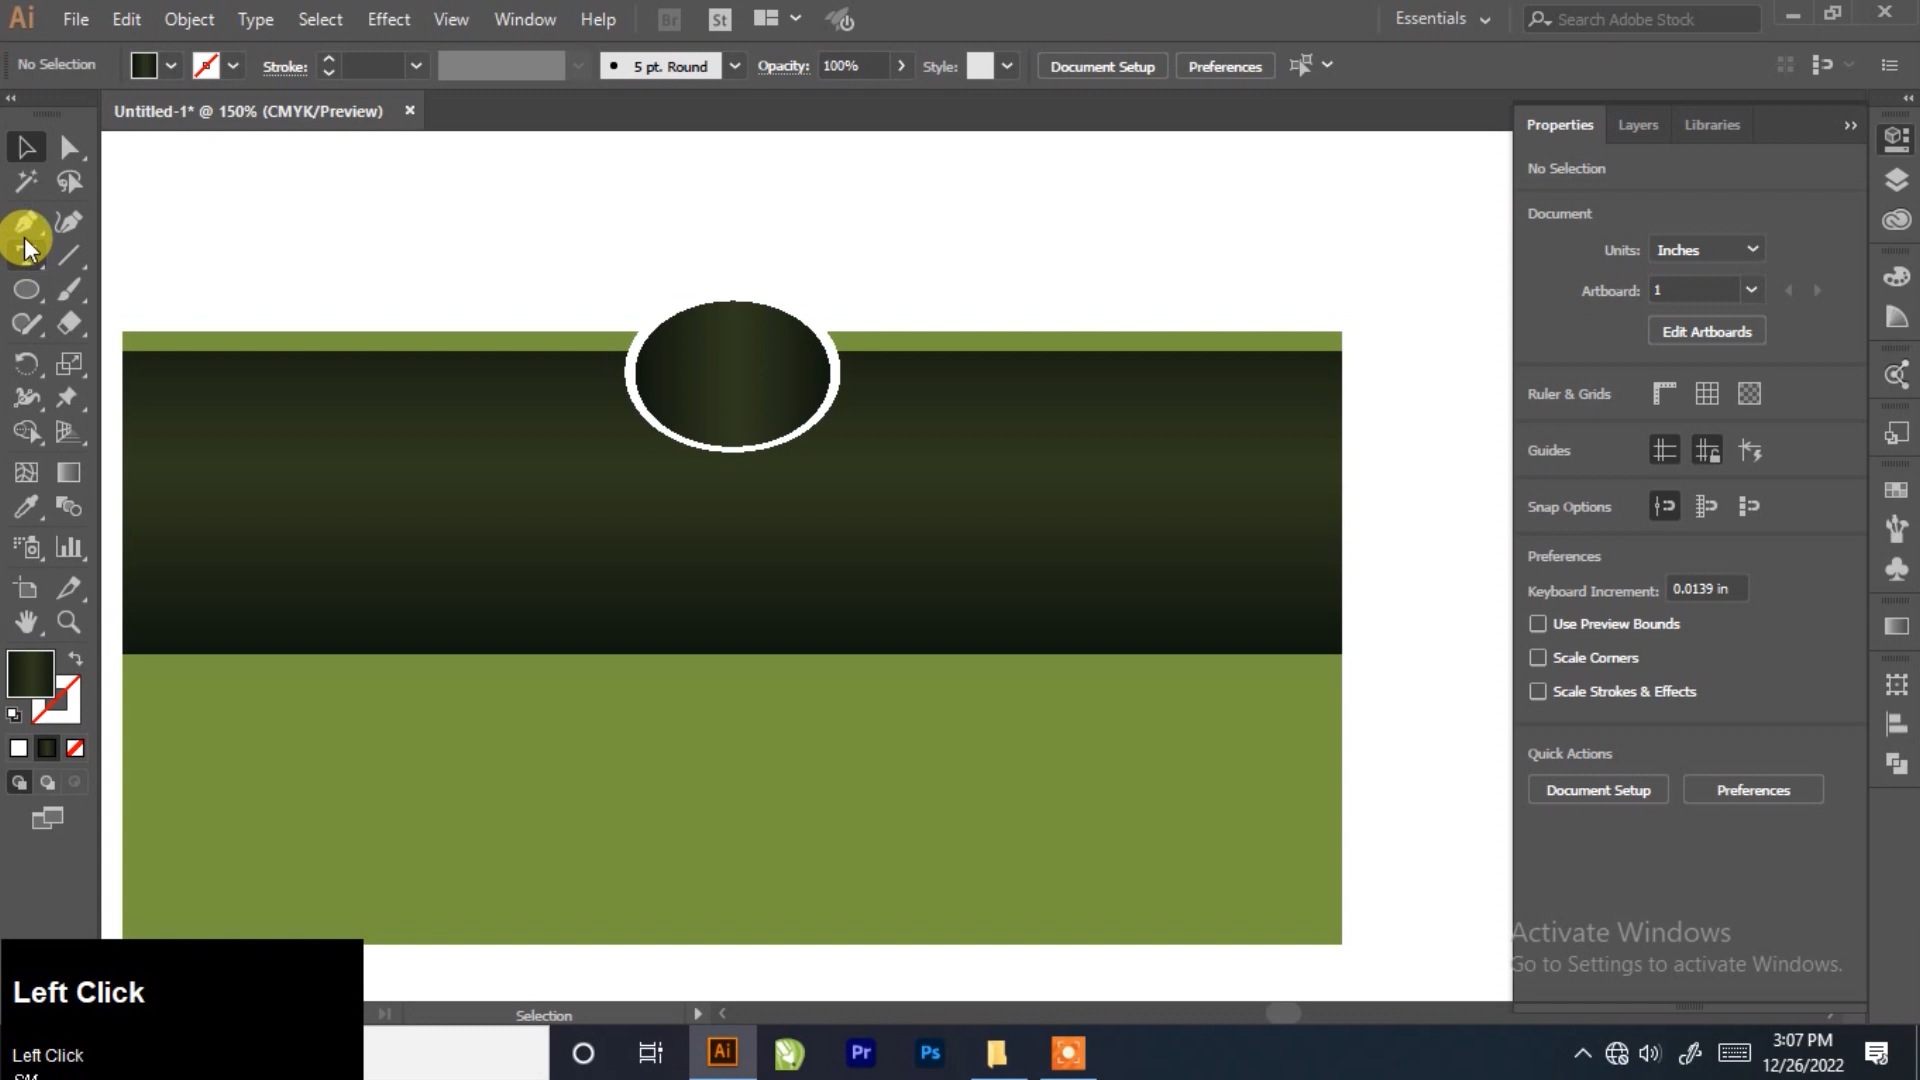 Ai File Edit Object Type Select Effect View Window Help Br St Essentials Search Adobe Stock
No Selection Stroke: 5 pt. Round Opacity: 100% Style: Document Setup Preferences
Untitled-1* @ 150% (CMYK/Preview)
Properties Layers Libraries
No Selection
Document
Units: Inches
Artboard: 1
Edit Artboards
Ruler & Grids
Guides
Snap Options
Preferences
Keyboard Increment: 0.0139 in
Use Preview Bounds
Scale Corners
Scale Strokes & Effects
Quick Actions
Document Setup Preferences
Activate Windows
Go to Settings to activate Windows.
Left Click
Left Click
Selection
Ai Pr Ps
3:07 PM
12/26/2022